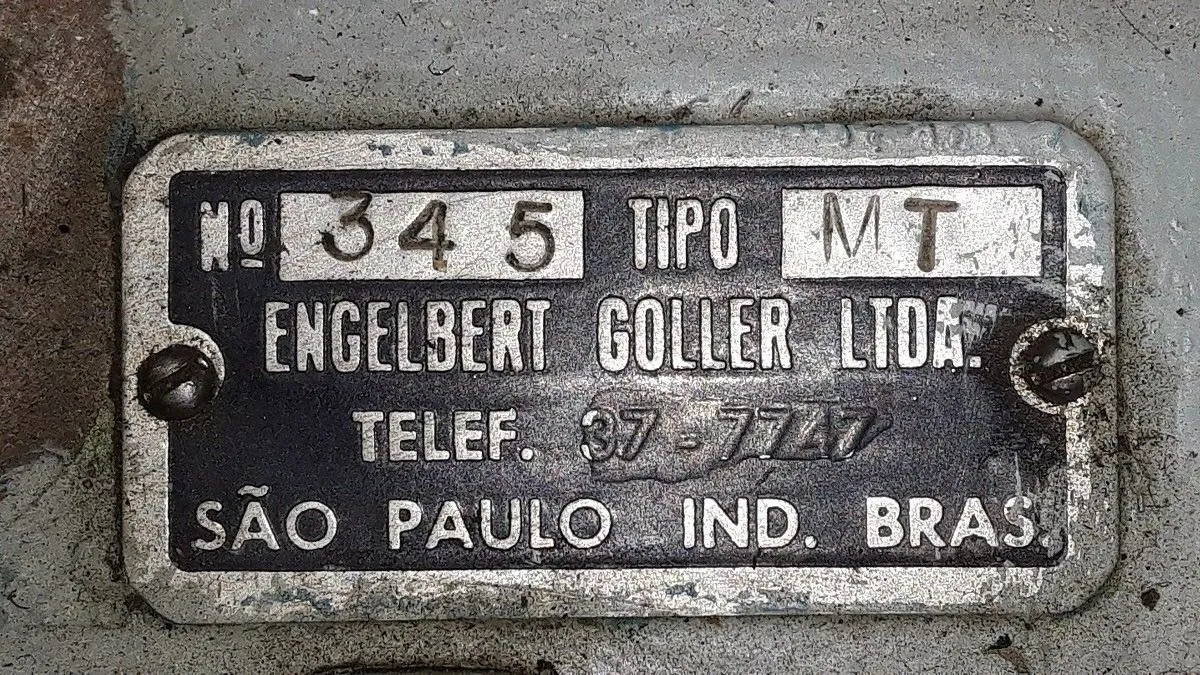 Nº 345 TIPO MT
ENGELBERT GOLLER LTDA.
TELEF. 37-7747
SÃO PAULO IND. BRAS.